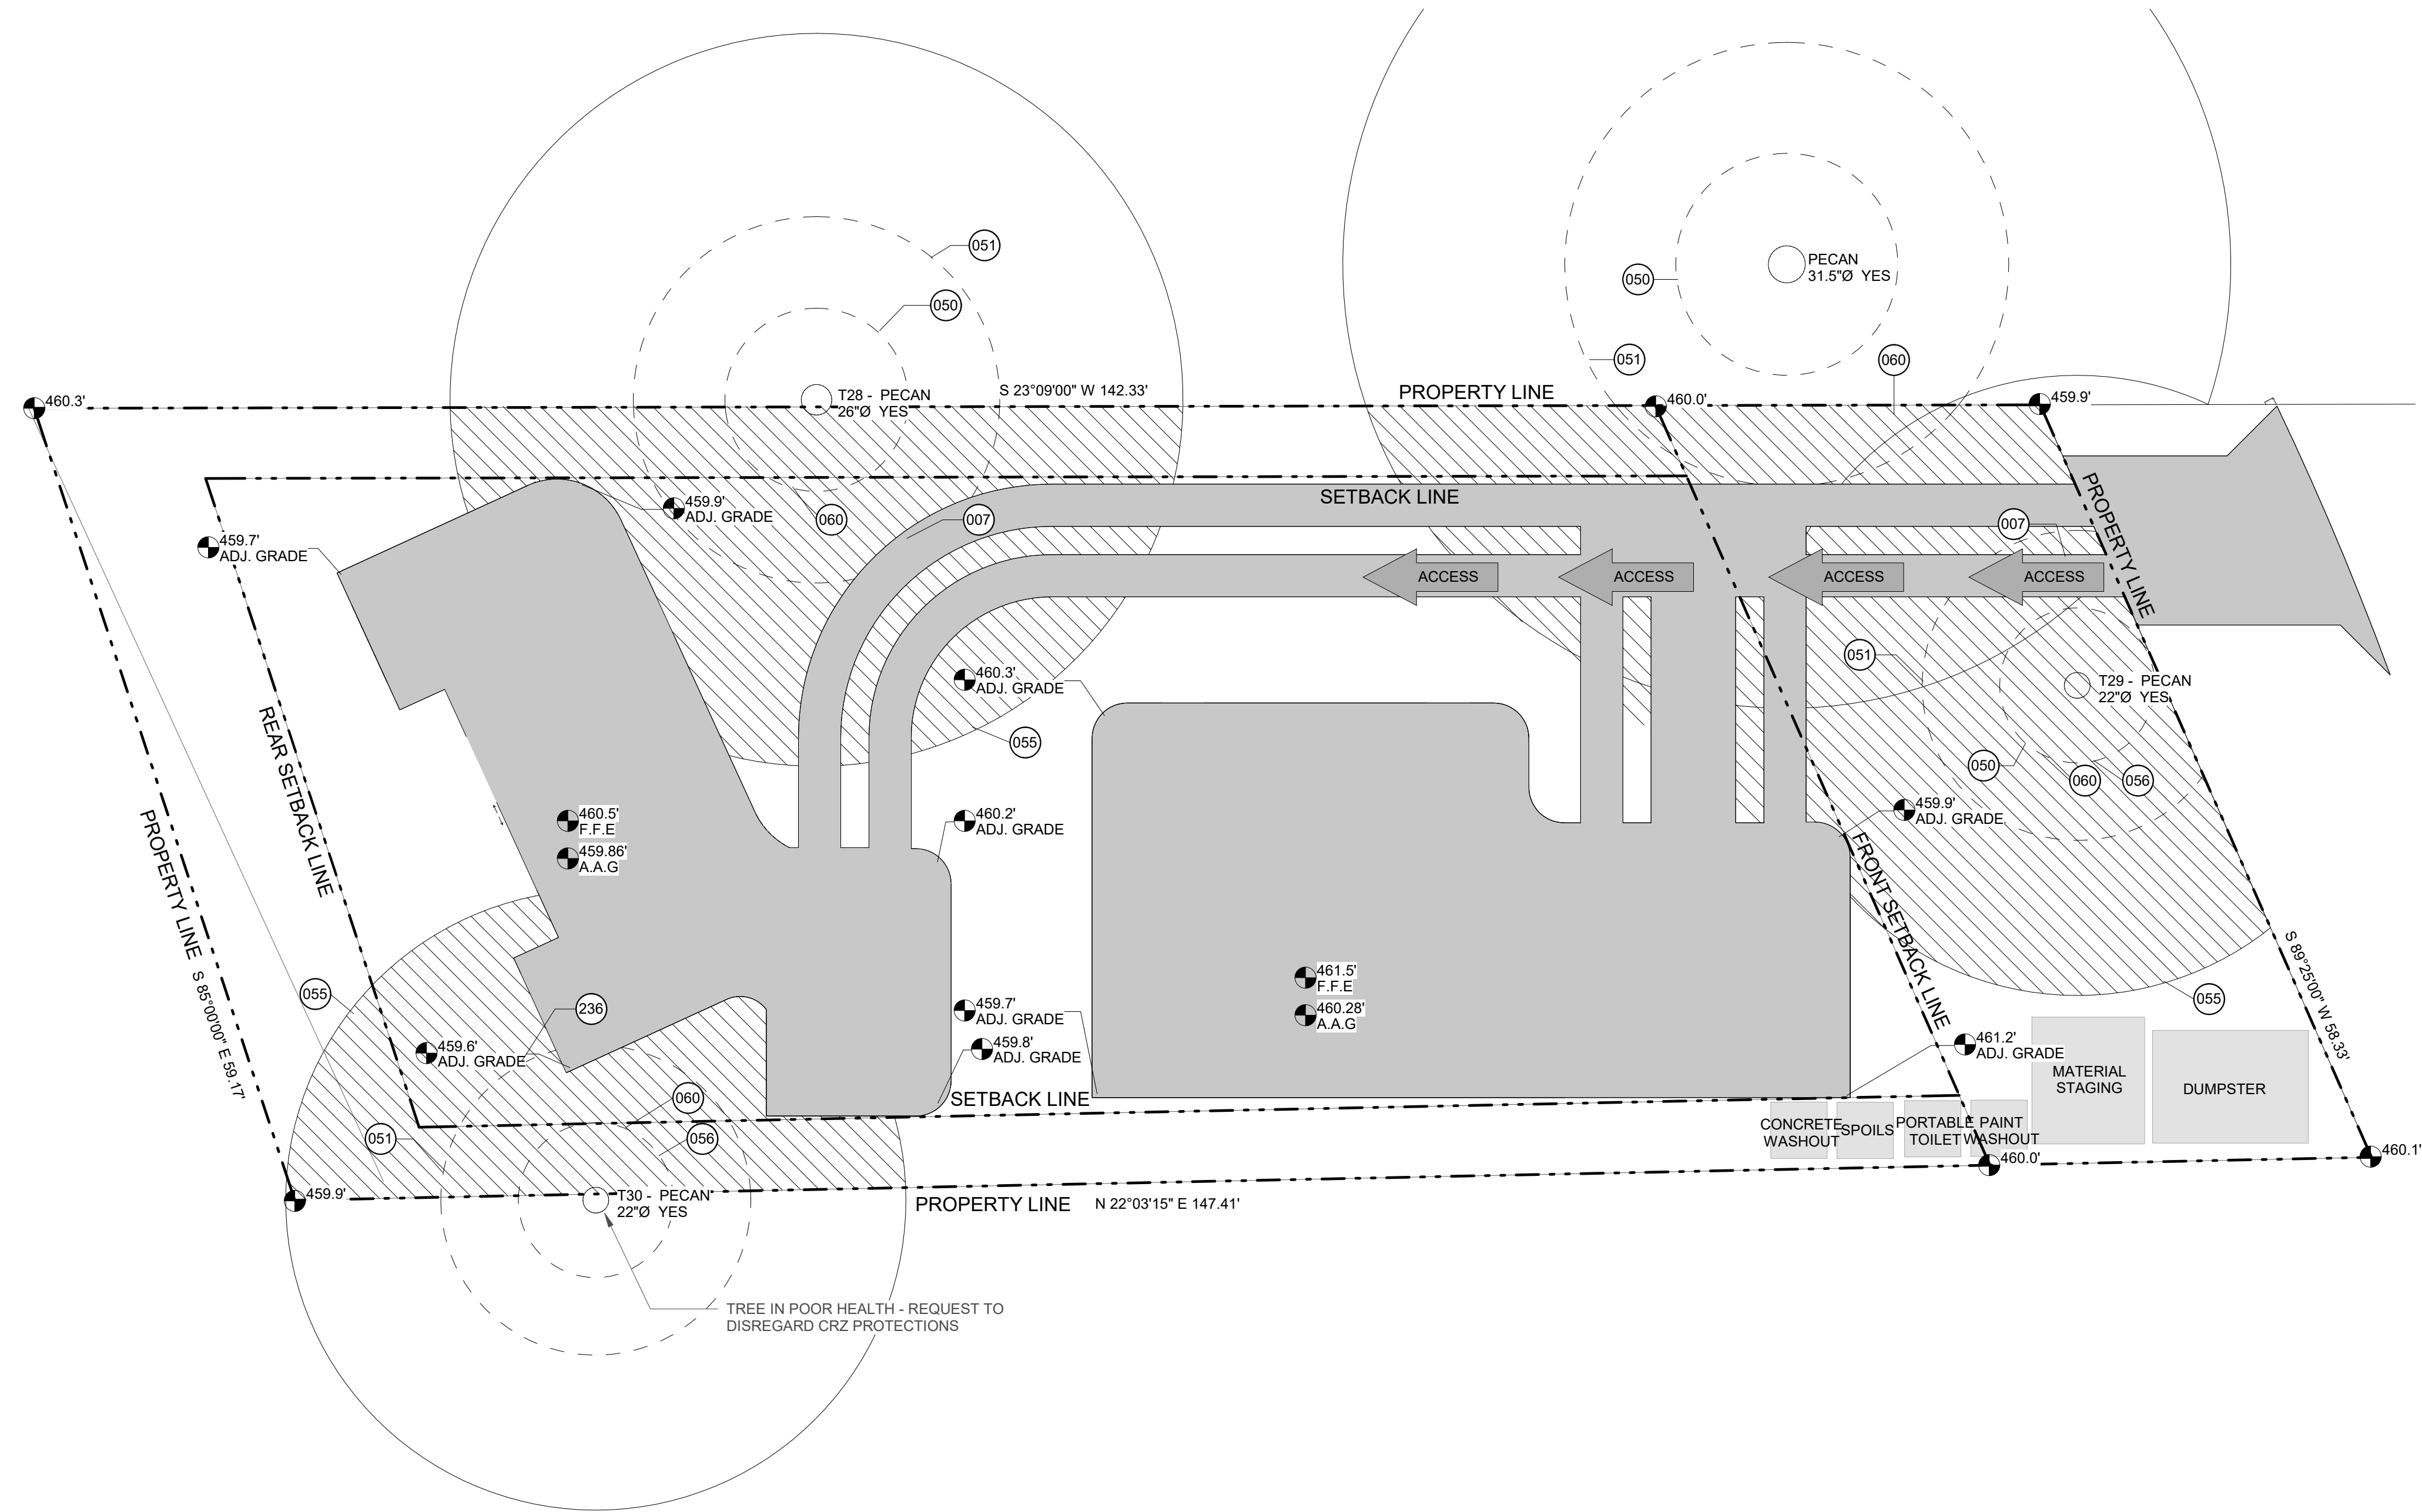 051
050
PECAN
31.5"Ø YES
050
051
060
T28 - PECAN
26"Ø YES
S 23°09'00" W 142.33'
PROPERTY LINE
460.3'
460.0'
459.9'
SETBACK LINE
459.9'
ADJ. GRADE
060
007
007
PROPERTY LINE
459.7'
ADJ. GRADE
ACCESS
ACCESS
ACCESS
ACCESS
051
460.3'
ADJ. GRADE
T29 - PECAN
22"Ø YES
055
050
060
056
REAR SETBACK LINE
460.5'
F.F.E
459.86'
A.A.G
460.2'
ADJ. GRADE
459.9'
ADJ. GRADE
PROPERTY LINE
S 85°00'00" E 59.17'
FRONT SETBACK LINE
S 89°25'00" W 58.33'
461.5'
F.F.E
460.28'
A.A.G
055
236
459.7'
ADJ. GRADE
055
459.6'
ADJ. GRADE
459.8'
ADJ. GRADE
461.2'
ADJ. GRADE
MATERIAL
STAGING
DUMPSTER
060
SETBACK LINE
051
056
CONCRETE
WASHOUT
SPOILS
PORTABLE
TOILET
PAINT
WASHOUT
460.0'
460.1'
459.9'
T30 - PECAN
22"Ø YES
PROPERTY LINE
N 22°03'15" E 147.41'
TREE IN POOR HEALTH - REQUEST TO
DISREGARD CRZ PROTECTIONS